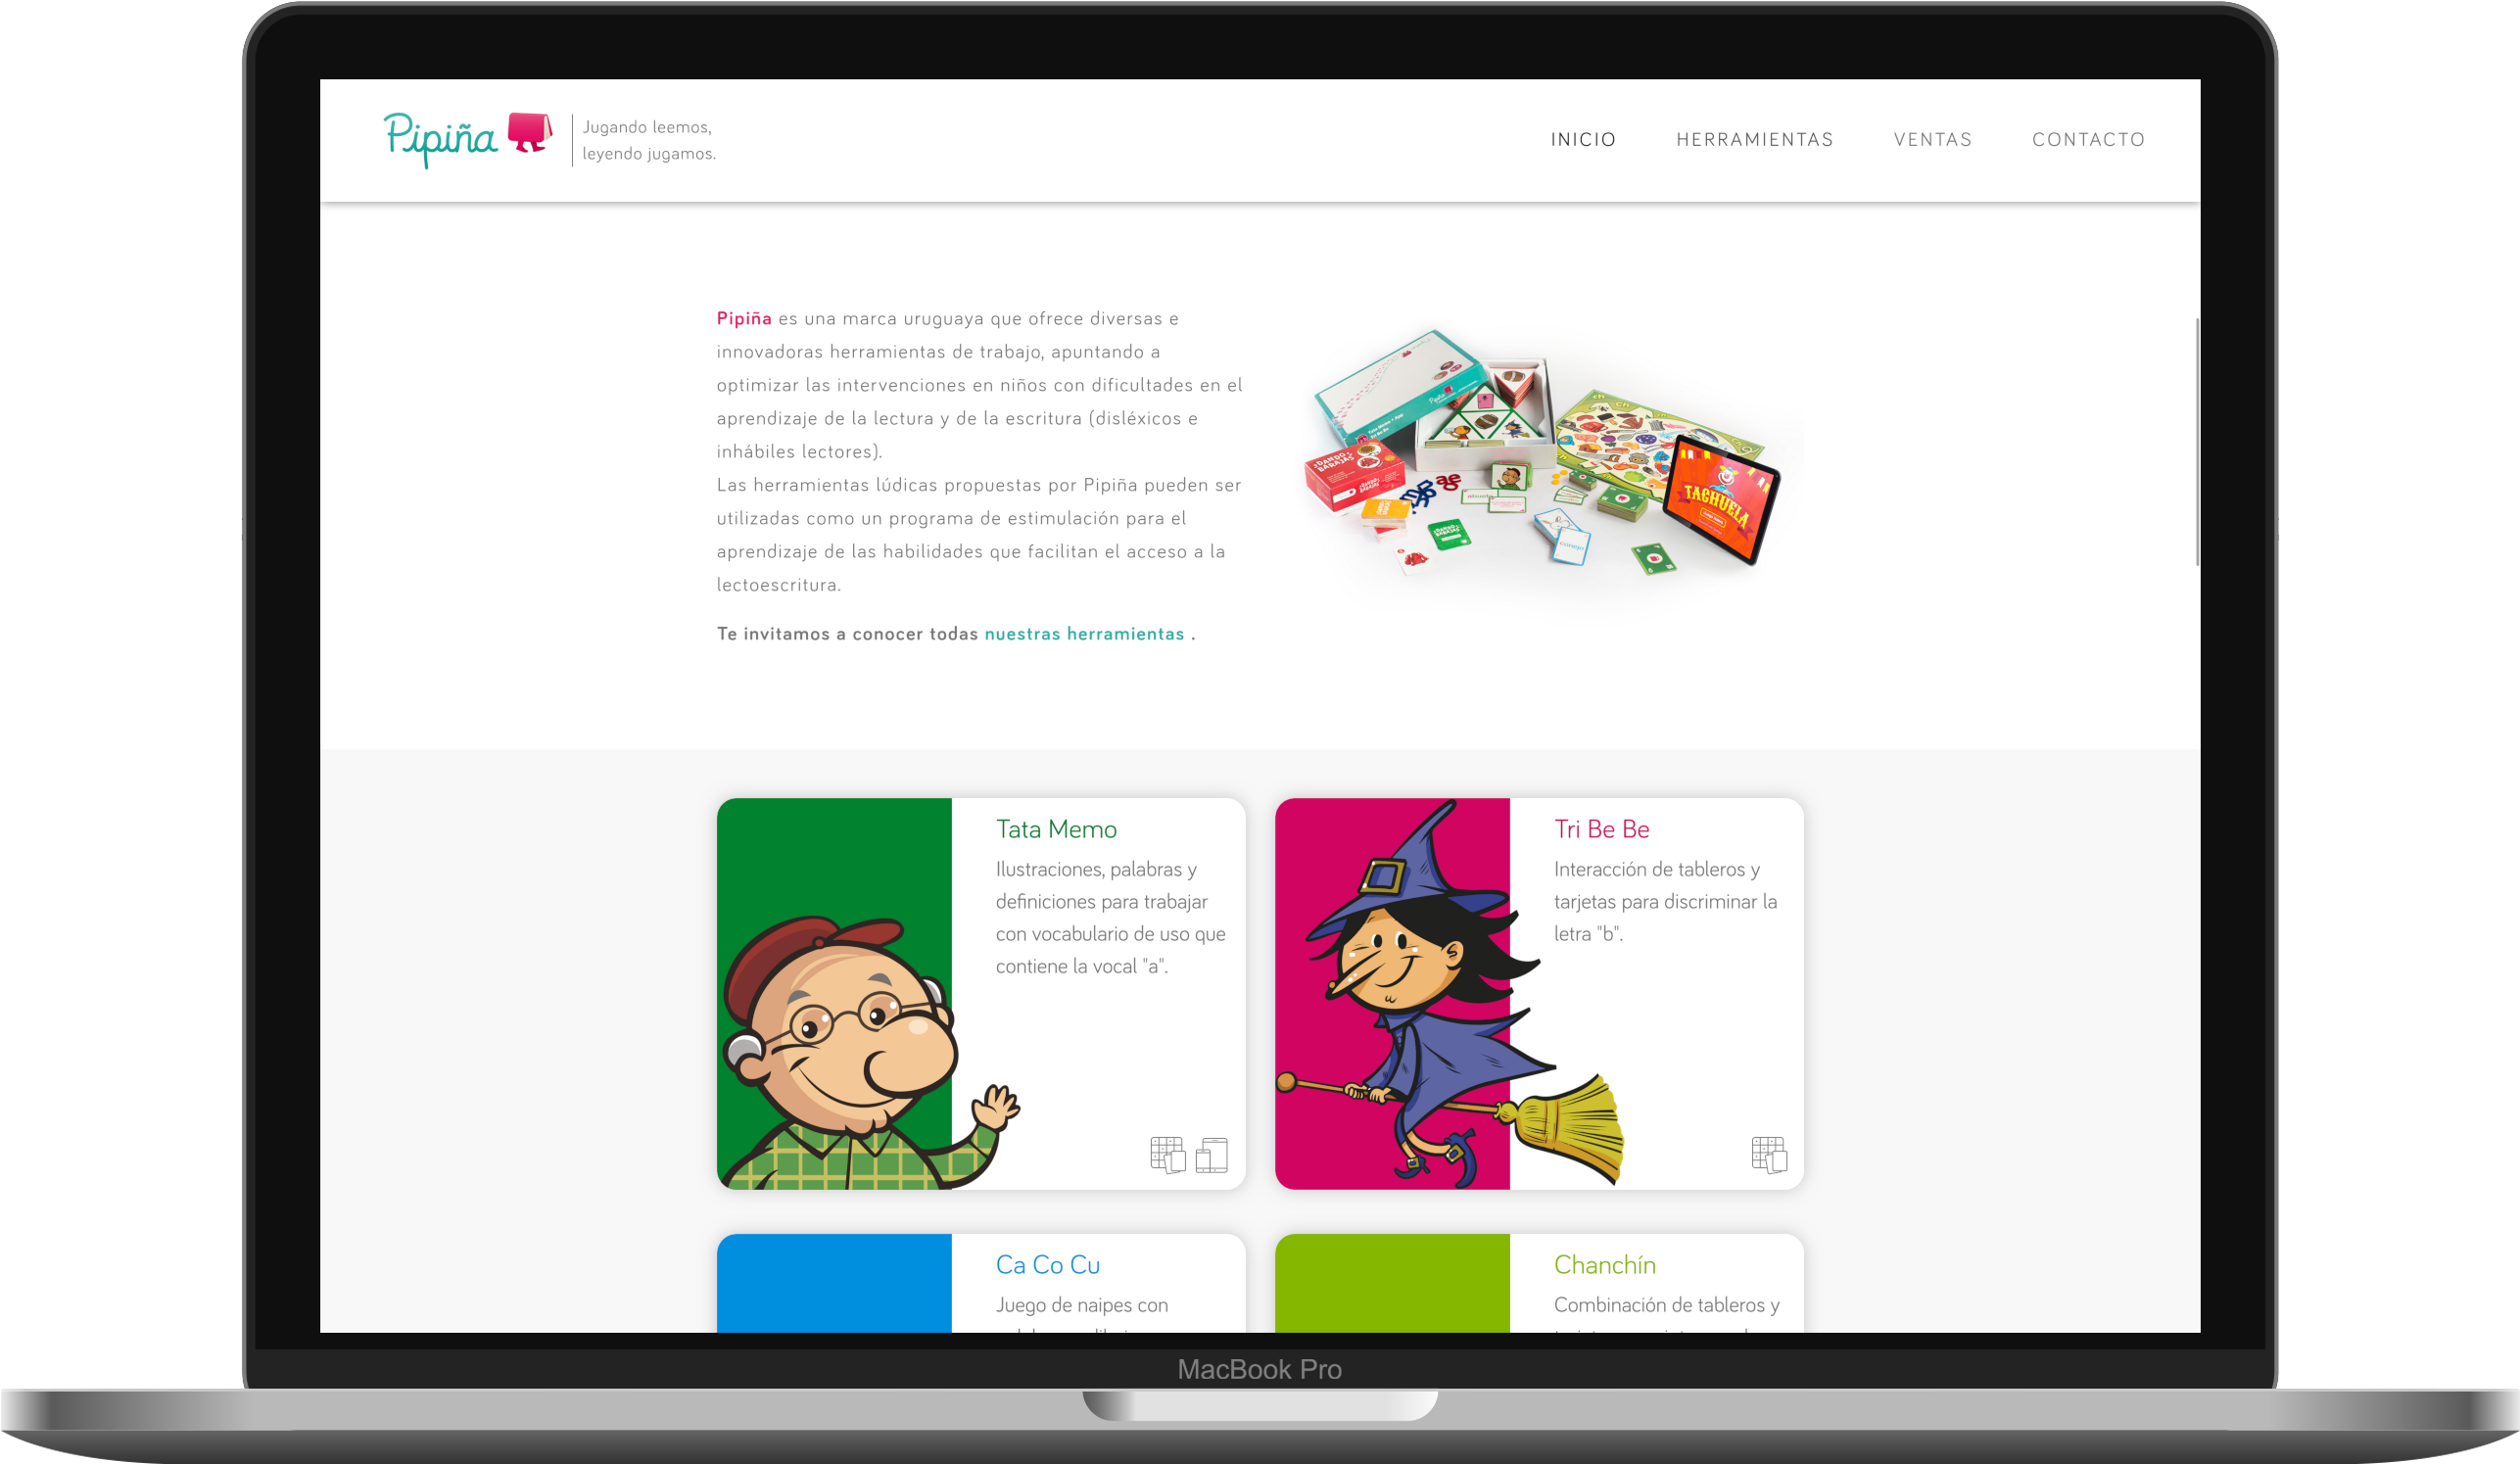 Pipiña
Jugando leemos,
leyendo jugamos.
INICIO HERRAMIENTAS VENTAS CONTACTO
Pipiña es una marca uruguaya que ofrece diversas e
innovadoras herramientas de trabajo, apuntando a
optimizar las intervenciones en niños con dificultades en el
aprendizaje de la lectura y de la escritura (disléxicos e
inhábiles lectores).
Las herramientas lúdicas propuestas por Pipiña pueden ser
utilizadas como un programa de estimulación para el
aprendizaje de las habilidades que facilitan el acceso a la
lectoescritura.
Te invitamos a conocer todas nuestras herramientas .
TACHUELA
Tata Memo
Ilustraciones, palabras y
definiciones para trabajar
con vocabulario de uso que
contiene la vocal "a".
Tri Be Be
Interacción de tableros y
tarjetas para discriminar la
letra "b".
Ca Co Cu
Juego de naipes con
Chanchín
Combinación de tableros y
MacBook Pro